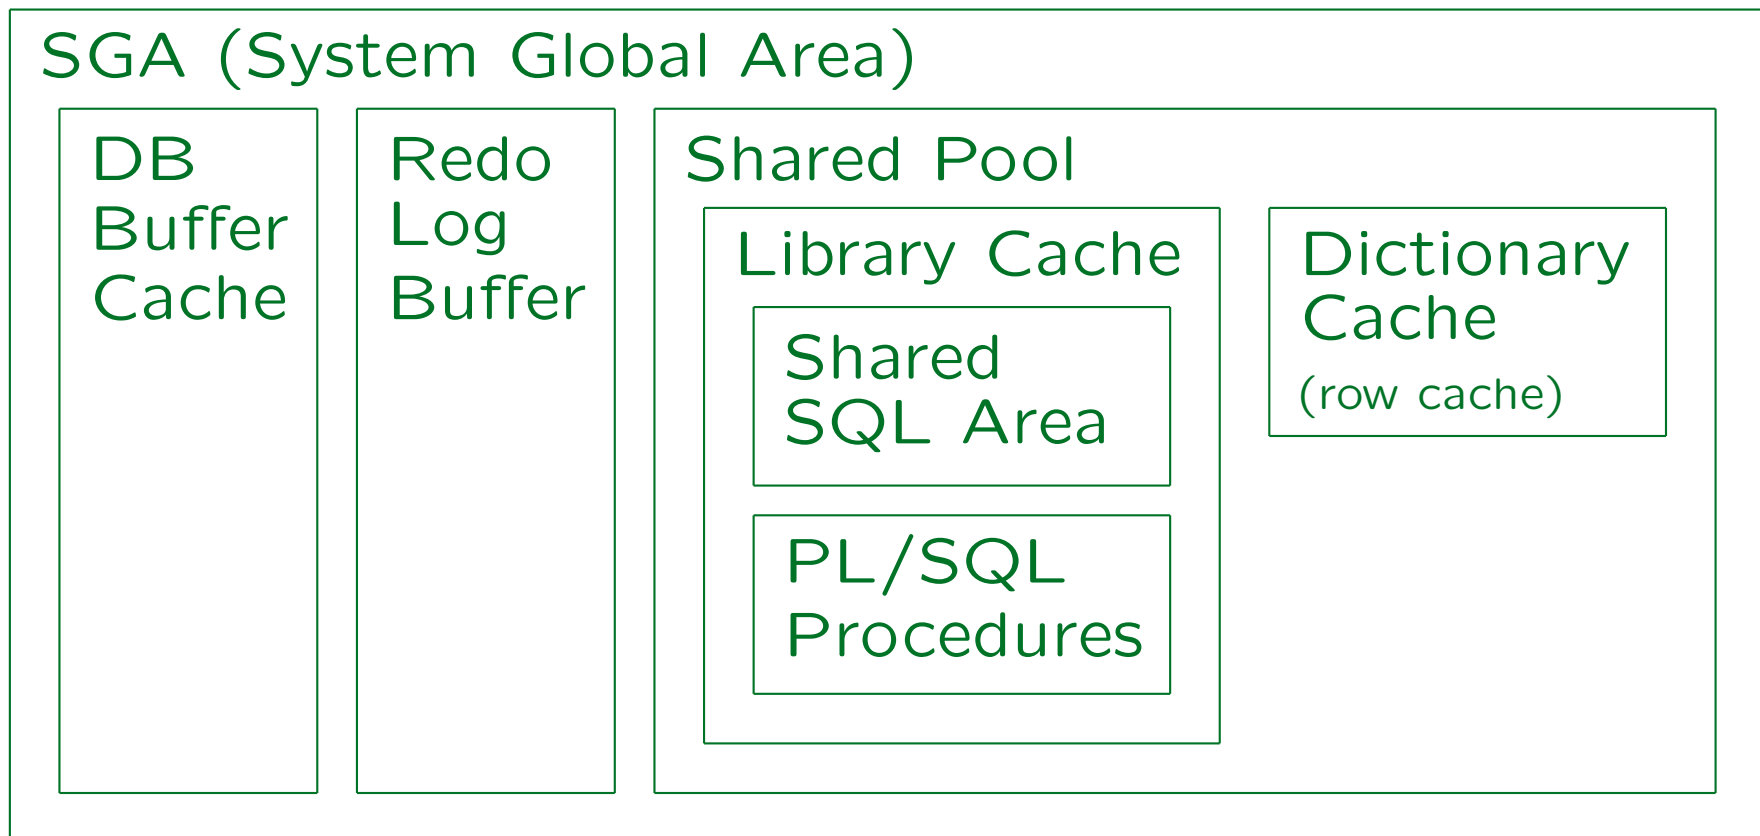 SGA (System Global Area)
DB
Buffer
Cache
Redo
Log
Buffer
Shared Pool
Library Cache
Shared
SQL Area
PL/SQL
Procedures
Dictionary
Cache
(row cache)